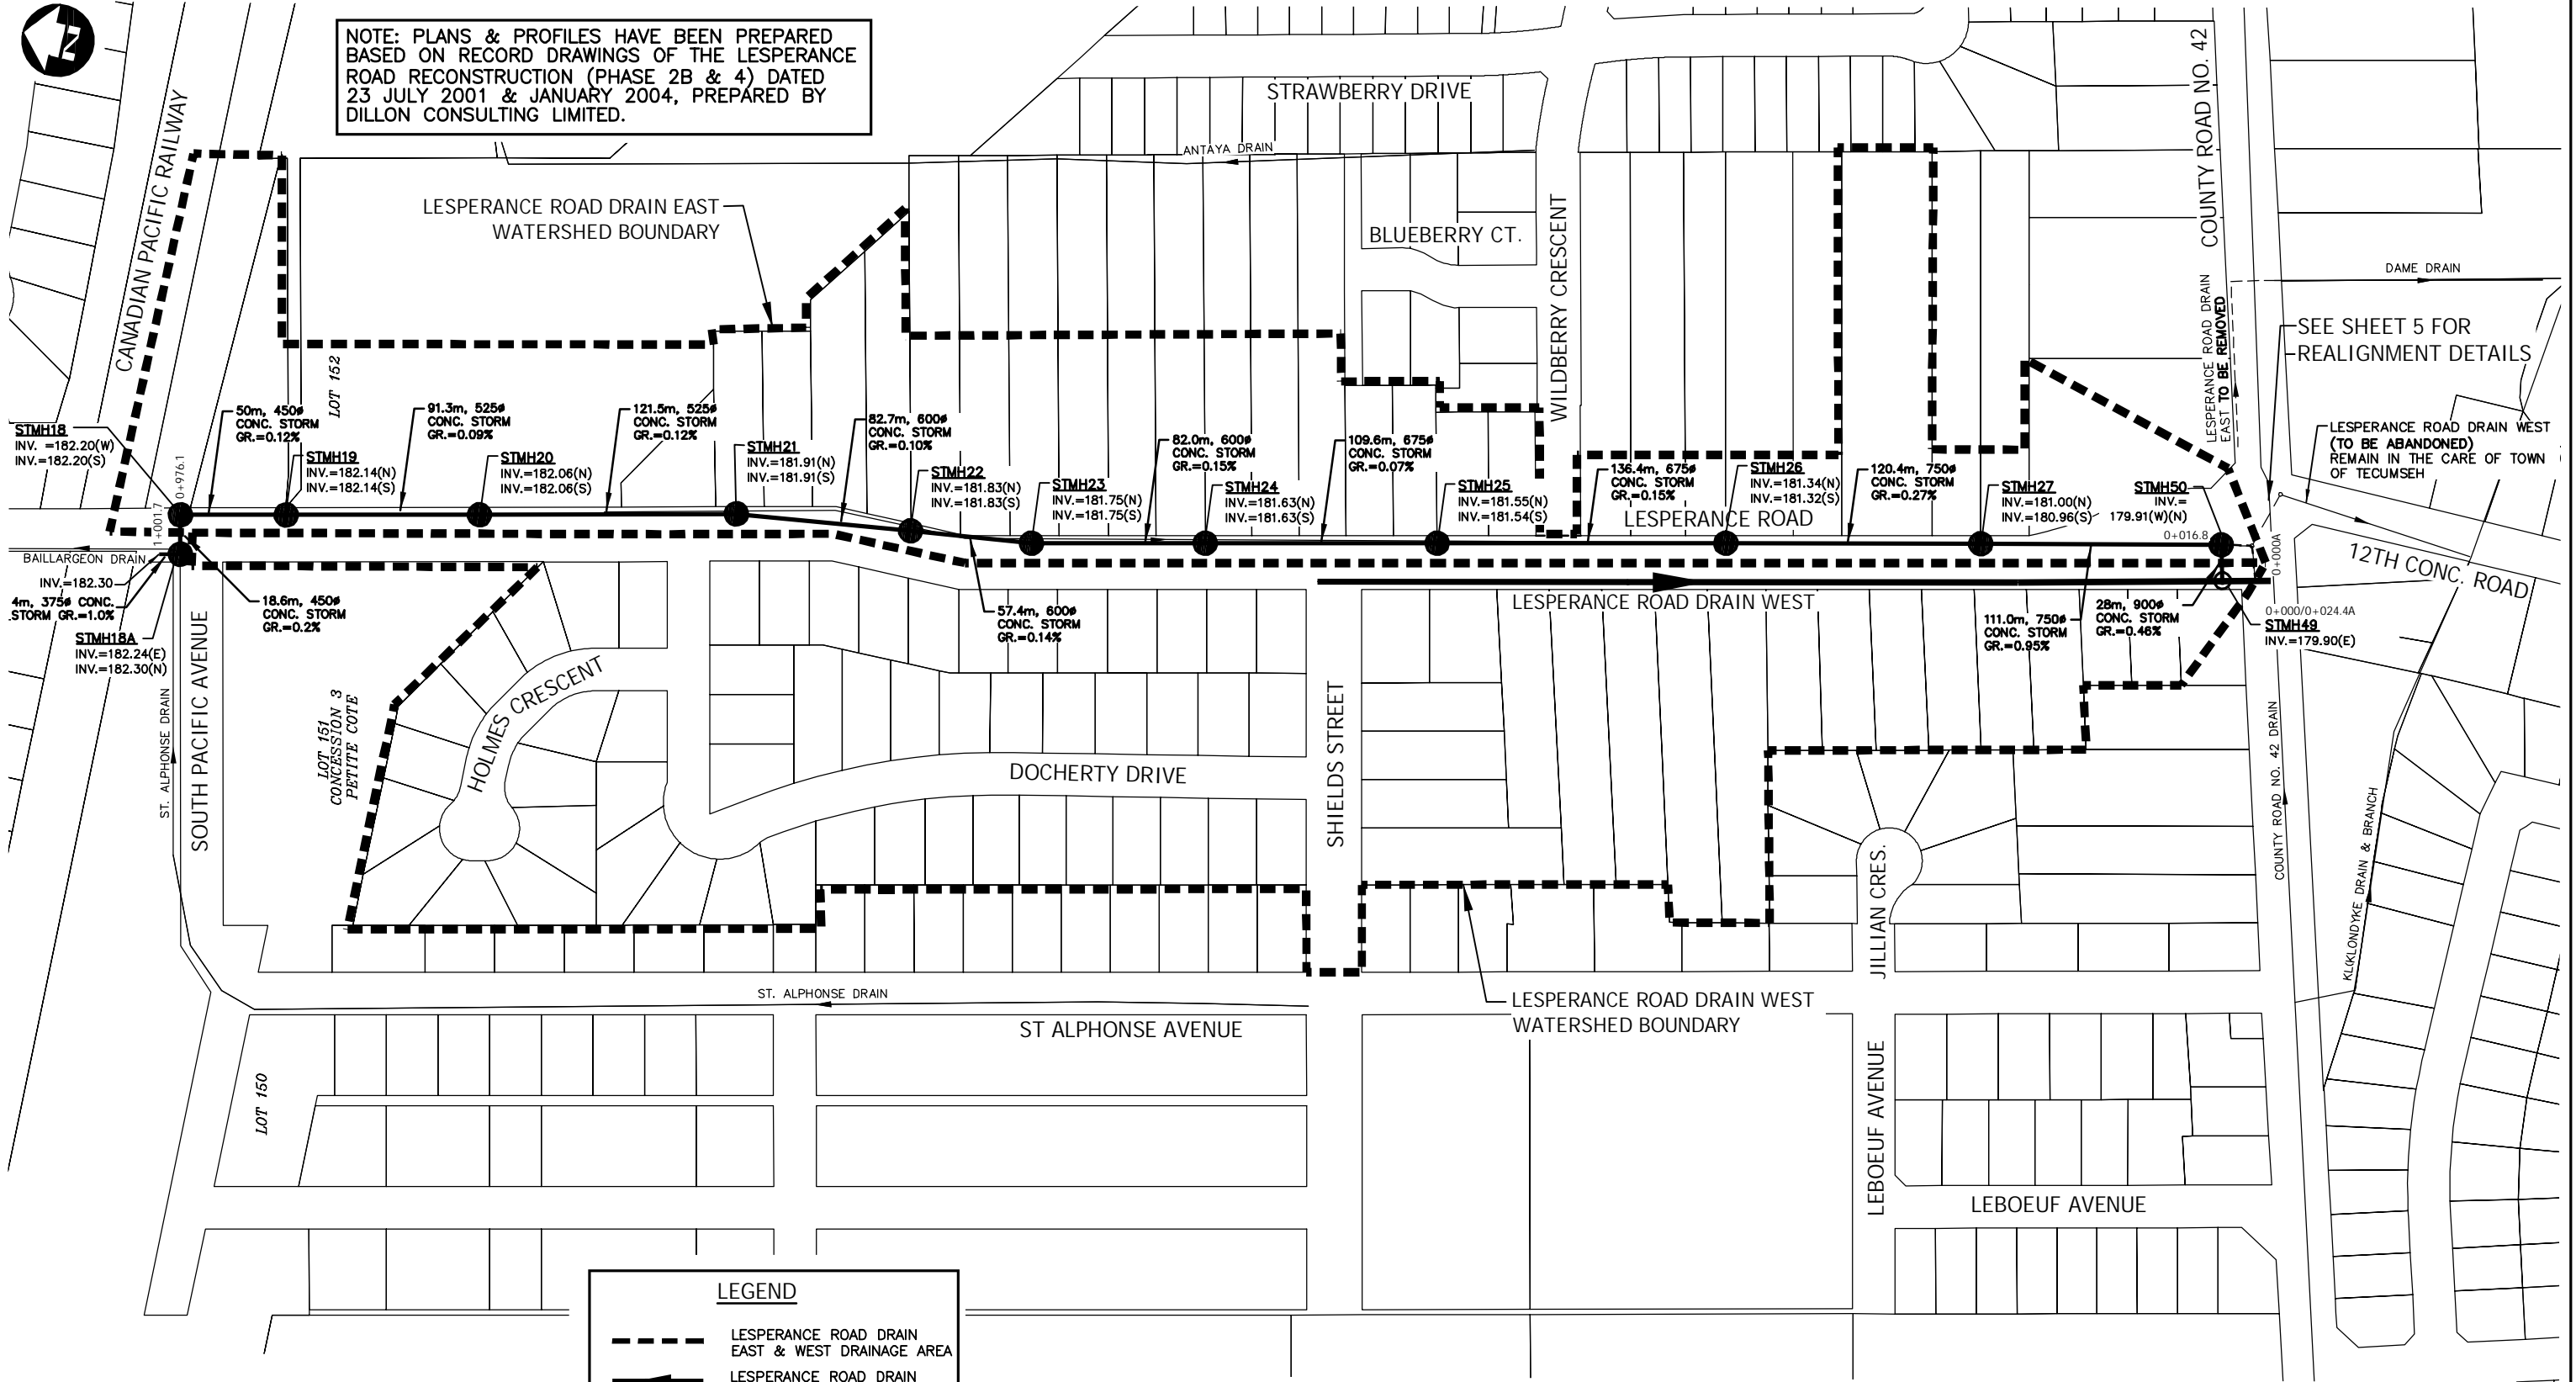 N
NOTE: PLANS & PROFILES HAVE BEEN PREPARED
BASED ON RECORD DRAWINGS OF THE LESPERANCE
ROAD RECONSTRUCTION (PHASE 2B & 4) DATED
23 JULY 2001 & JANUARY 2004, PREPARED BY
DILLON CONSULTING LIMITED.
CANADIAN PACIFIC RAILWAY
STRAWBERRY DRIVE
ANTAYA DRAIN
COUNTY ROAD NO. 42
LESPERANCE ROAD DRAIN EAST
WATERSHED BOUNDARY
BLUEBERRY CT.
WILDBERRY CRESCENT
DAME DRAIN
LESPERANCE ROAD DRAIN
EAST TO BE REMOVED
SEE SHEET 5 FOR
REALIGNMENT DETAILS
LOT 152
LESPERANCE ROAD DRAIN WEST
(TO BE ABANDONED)
REMAIN IN THE CARE OF TOWN
OF TECUMSEH
STMH18
INV. =182.20(W)
INV.=182.20(S)
0+976.1
1+001.7
50m, 450ø
CONC. STORM
GR.=0.12%
STMH19
INV.=182.14(N)
INV.=182.14(S)
91.3m, 525ø
CONC. STORM
GR.=0.09%
STMH20
INV.=182.06(N)
INV.=182.06(S)
121.5m, 525ø
CONC. STORM
GR.=0.12%
STMH21
INV.=181.91(N)
INV.=181.91(S)
82.7m, 600ø
CONC. STORM
GR.=0.10%
STMH22
INV.=181.83(N)
INV.=181.83(S)
STMH23
INV.=181.75(N)
INV.=181.75(S)
82.0m, 600ø
CONC. STORM
GR.=0.15%
STMH24
INV.=181.63(N)
INV.=181.63(S)
109.6m, 675ø
CONC. STORM
GR.=0.07%
STMH25
INV.=181.55(N)
INV.=181.54(S)
136.4m, 675ø
CONC. STORM
GR.=0.15%
STMH26
INV.=181.34(N)
INV.=181.32(S)
120.4m, 750ø
CONC. STORM
GR.=0.27%
STMH27
INV.=181.00(N)
INV.=180.96(S)
STMH50
INV.=
179.91(W)(N)
LESPERANCE ROAD
0+016.8
0+000A
12TH CONC. ROAD
BAILLARGEON DRAIN
INV.=182.30
4m, 375ø CONC.
STORM GR.=1.0%
STMH18A
INV.=182.24(E)
INV.=182.30(N)
18.6m, 450ø
CONC. STORM
GR.=0.2%
57.4m, 600ø
CONC. STORM
GR.=0.14%
LESPERANCE ROAD DRAIN WEST
111.0m, 750ø
CONC. STORM
GR.=0.95%
28m, 900ø
CONC. STORM
GR.=0.46%
0+000/0+024.4A
STMH49
INV.=179.90(E)
ST. ALPHONSE DRAIN
SOUTH PACIFIC AVENUE
LOT 151
CONCESSION 3
PETITE COTE
HOLMES CRESCENT
DOCHERTY DRIVE
SHIELDS STREET
JILLIAN CRES.
COUNTY ROAD NO. 42 DRAIN
KL(KLONDYKE DRAIN & BRANCH
ST. ALPHONSE DRAIN
ST ALPHONSE AVENUE
LESPERANCE ROAD DRAIN WEST
WATERSHED BOUNDARY
LOT 150
LEBOEUF AVENUE
LEBOEUF AVENUE
LEGEND
LESPERANCE ROAD DRAIN
EAST & WEST DRAINAGE AREA
LESPERANCE ROAD DRAIN